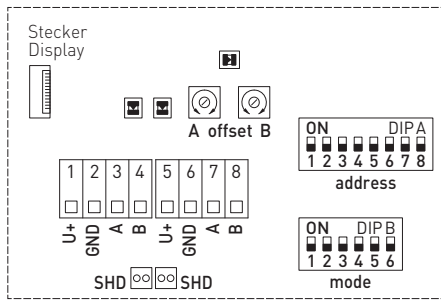 Stecker
Display
A offset B
ON DIP A
1 2 3 4 5 6 7 8
address
1 2 3 4 5 6 7 8
U+ GND A B U+ GND A B
ON DIP B
1 2 3 4 5 6
mode
SHD SHD